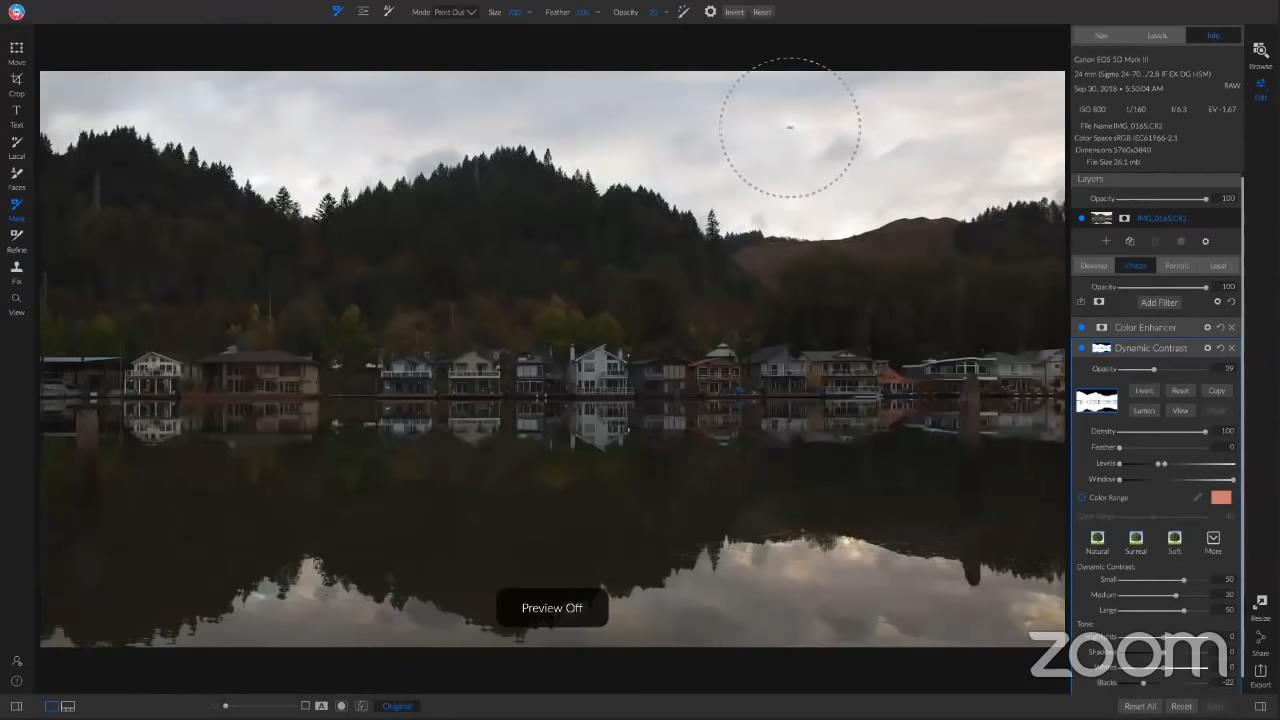 Mode Paint Out Size 700 Feather 100 Opacity 20 Invert Reset
Move
Crop
Text
Local
Faces
Mask
Refine
Fix
View
Nav Levels Info
Canon EOS 5D Mark III
24 mm (Sigma 24-70.../2.8 IF EX DG HSM)
Sep 30, 2018 • 5:50:04 AM RAW
ISO 800 1/160 f/6.3 EV -1.67
File Name IMG_0165.CR2
Color Space sRGB IEC61966-2.1
Dimensions 5760x3840
File Size 26.1 mb
Browse
Edit
Layers
Opacity 100
IMG_0165.CR2
Develop Effects Portrait Local
Opacity 100
Add Filter
Color Enhancer
Dynamic Contrast
Opacity 39
Invert Reset Copy
Lumen View
Density 100
Feather 0
Levels
Window
Color Range
Natural Surreal Soft More
Dynamic Contrast:
Small 50
Medium 30
Large 50
Tone:
Highlights 0
Shadows 0
Whites 0
Blacks -22
Resize
Share
Export
Preview Off
zoom
A Original
Reset All Reset